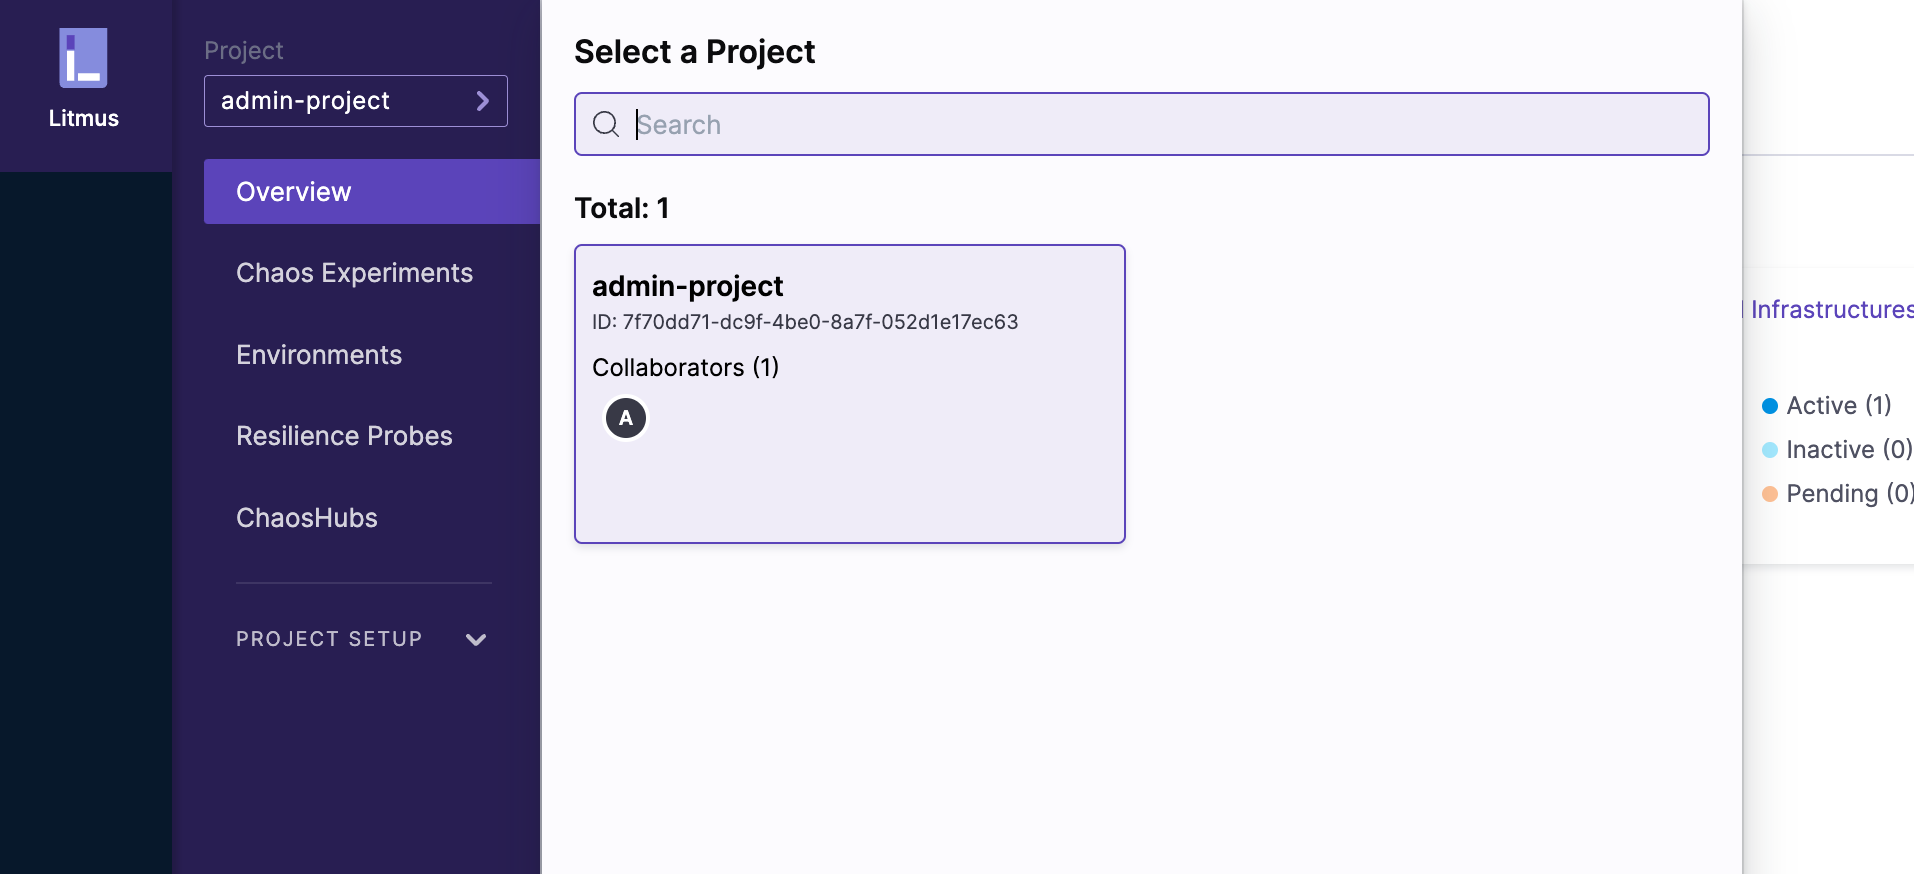 Litmus
Project
admin-project
Overview
Chaos Experiments
Environments
Resilience Probes
ChaosHubs
PROJECT SETUP
Select a Project
Search
Total: 1
admin-project
ID: 7f70dd71-dc9f-4be0-8a7f-052d1e17ec63
Collaborators (1)
A
Infrastructures
Active (1)
Inactive (0)
Pending (0)